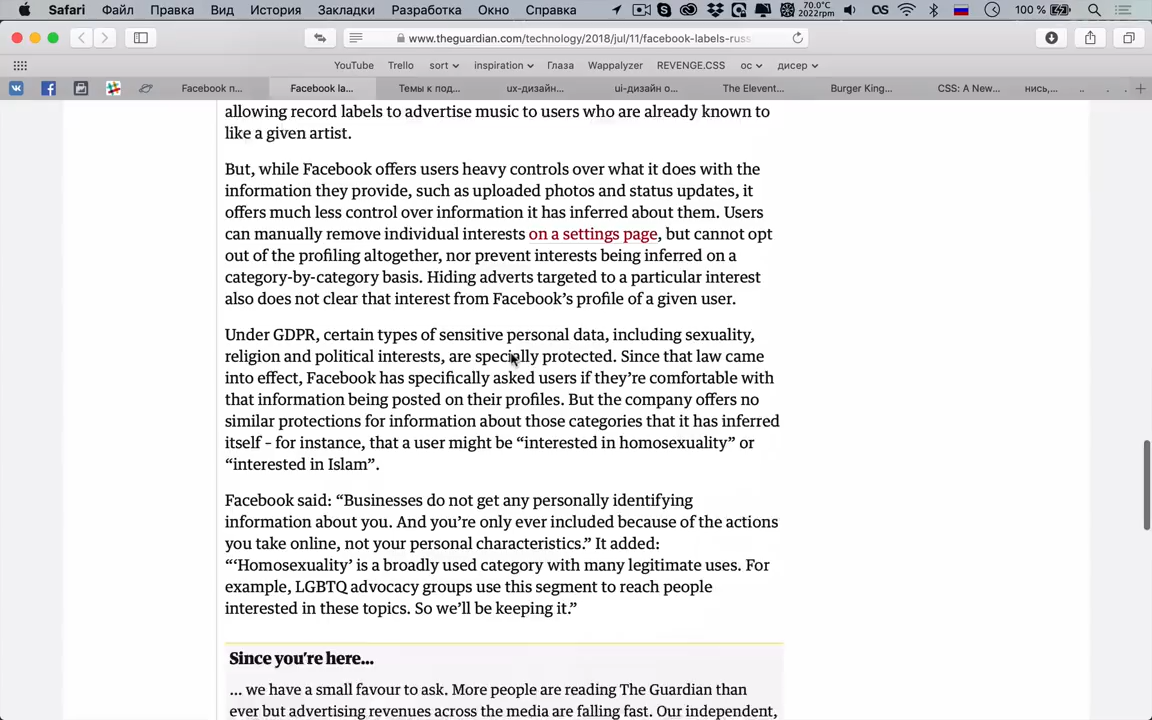 Safari Файл Правка Вид История Закладки Разработка Окно Справка 70.0°C 2022rpm 100 %
www.theguardian.com/technology/2018/jul/11/facebook-labels-russ
YouTube Trello sort inspiration Глаза Wappalyzer REVENGE.CSS ос дисер
Facebook п... Facebook la... Темы к под... ux-дизайн... ui-дизайн о... The Elevent... Burger King... CSS: A New... нись,...
allowing record labels to advertise music to users who are already known to
like a given artist.
But, while Facebook offers users heavy controls over what it does with the
information they provide, such as uploaded photos and status updates, it
offers much less control over information it has inferred about them. Users
can manually remove individual interests on a settings page, but cannot opt
out of the profiling altogether, nor prevent interests being inferred on a
category-by-category basis. Hiding adverts targeted to a particular interest
also does not clear that interest from Facebook’s profile of a given user.
Under GDPR, certain types of sensitive personal data, including sexuality,
religion and political interests, are specially protected. Since that law came
into effect, Facebook has specifically asked users if they’re comfortable with
that information being posted on their profiles. But the company offers no
similar protections for information about those categories that it has inferred
itself – for instance, that a user might be “interested in homosexuality” or
“interested in Islam”.
Facebook said: “Businesses do not get any personally identifying
information about you. And you’re only ever included because of the actions
you take online, not your personal characteristics.” It added:
“‘Homosexuality’ is a broadly used category with many legitimate uses. For
example, LGBTQ advocacy groups use this segment to reach people
interested in these topics. So we’ll be keeping it.”
Since you’re here...
... we have a small favour to ask. More people are reading The Guardian than
ever but advertising revenues across the media are falling fast. Our independent,